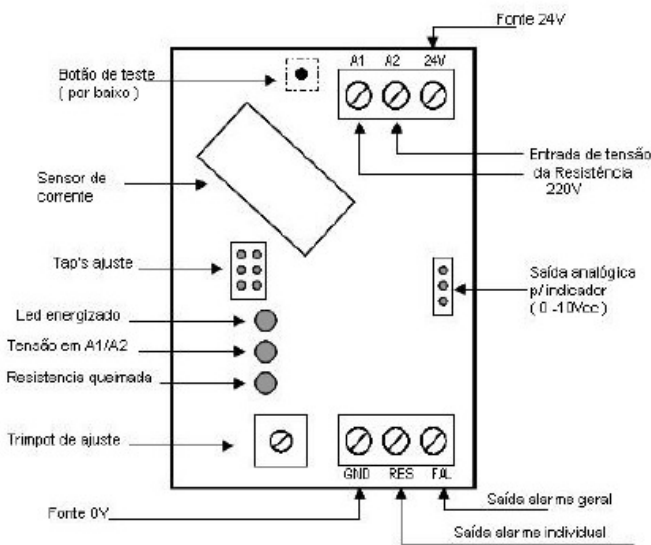 Fonte 24V
A1 A2 24V
Botão de teste
( por baixo )
Entrada de tensão
da Resistência
220V
Sensor de
corrente
Tap's ajuste
Saída analógica
p/ indicador
( 0 -10Vcc )
Led energizado
Tensão em A1/A2
Resistencia queimada
Trimpot de ajuste
GND RES FAL
Fonte 0V
Saída alarme geral
Saída alarme individual